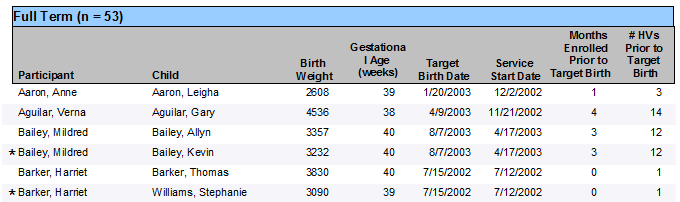 Full Term (n = 53)
Participant Child Birth Weight Gestationa l Age (weeks) Target Birth Date Service Start Date Months Enrolled Prior to Target Birth # HVs Prior to Target Birth
Aaron, Anne Aaron, Leigha 2608 39 1/20/2003 12/2/2002 1 3
Aguilar, Verna Aguilar, Gary 4536 38 4/9/2003 11/21/2002 4 14
Bailey, Mildred Bailey, Allyn 3357 40 8/7/2003 4/17/2003 3 12
* Bailey, Mildred Bailey, Kevin 3232 40 8/7/2003 4/17/2003 3 12
Barker, Harriet Barker, Thomas 3830 40 7/15/2002 7/12/2002 0 1
* Barker, Harriet Williams, Stephanie 3090 39 7/15/2002 7/12/2002 0 1